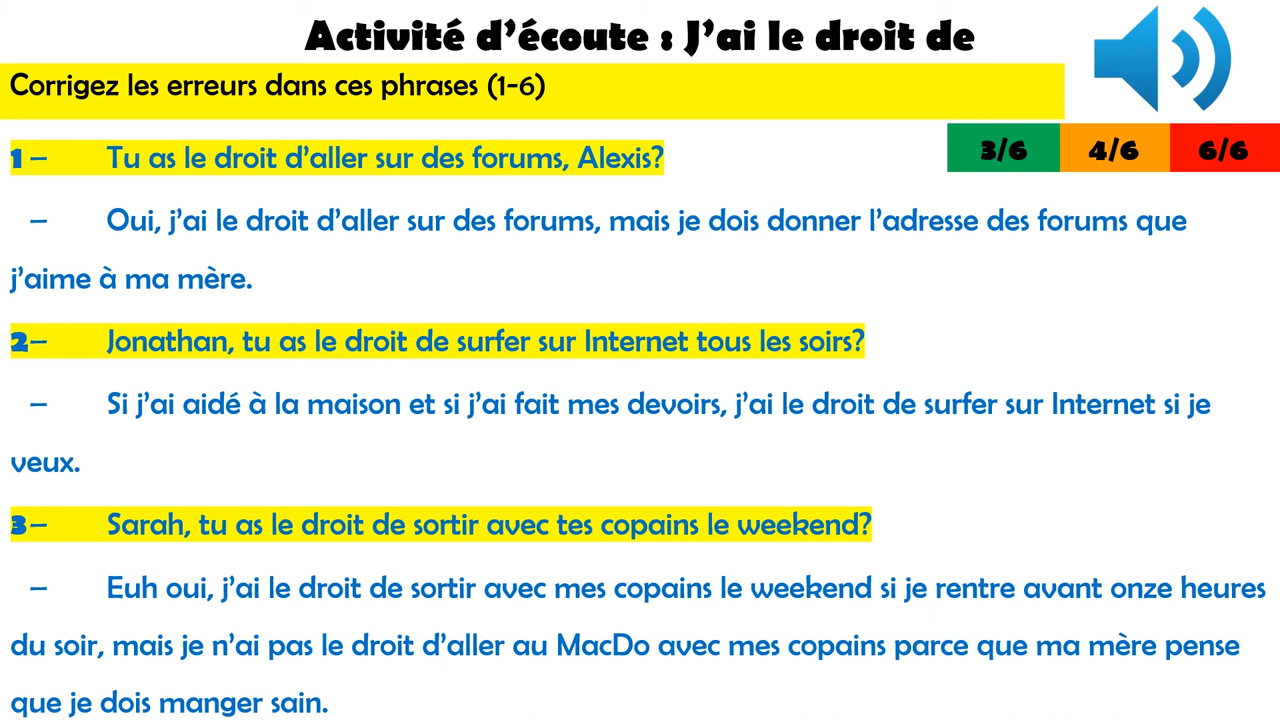 Activité d’écoute : J’ai le droit de
Corrigez les erreurs dans ces phrases (1-6)
3/6 4/6 6/6
1 – Tu as le droit d’aller sur des forums, Alexis?
– Oui, j’ai le droit d’aller sur des forums, mais je dois donner l’adresse des forums que
j’aime à ma mère.
2 – Jonathan, tu as le droit de surfer sur Internet tous les soirs?
– Si j’ai aidé à la maison et si j’ai fait mes devoirs, j’ai le droit de surfer sur Internet si je
veux.
3 – Sarah, tu as le droit de sortir avec tes copains le weekend?
– Euh oui, j’ai le droit de sortir avec mes copains le weekend si je rentre avant onze heures
du soir, mais je n’ai pas le droit d’aller au MacDo avec mes copains parce que ma mère pense
que je dois manger sain.